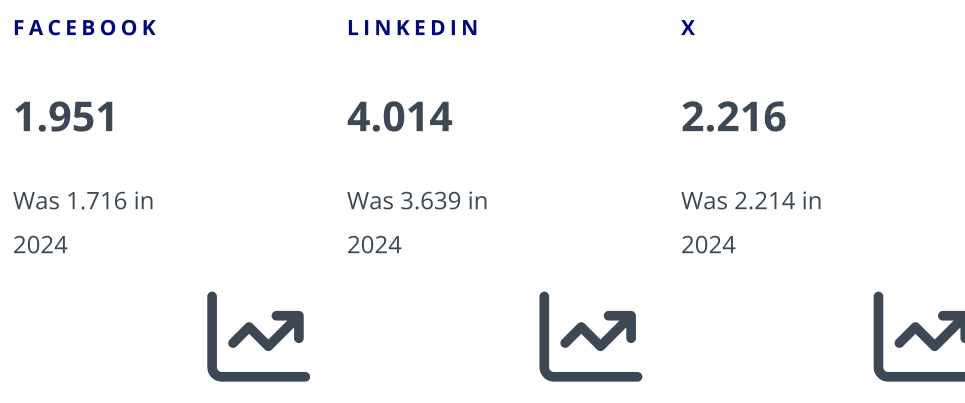 FACEBOOK
1.951
Was 1.716 in
2024
LINKEDIN
4.014
Was 3.639 in
2024
X
2.216
Was 2.214 in
2024